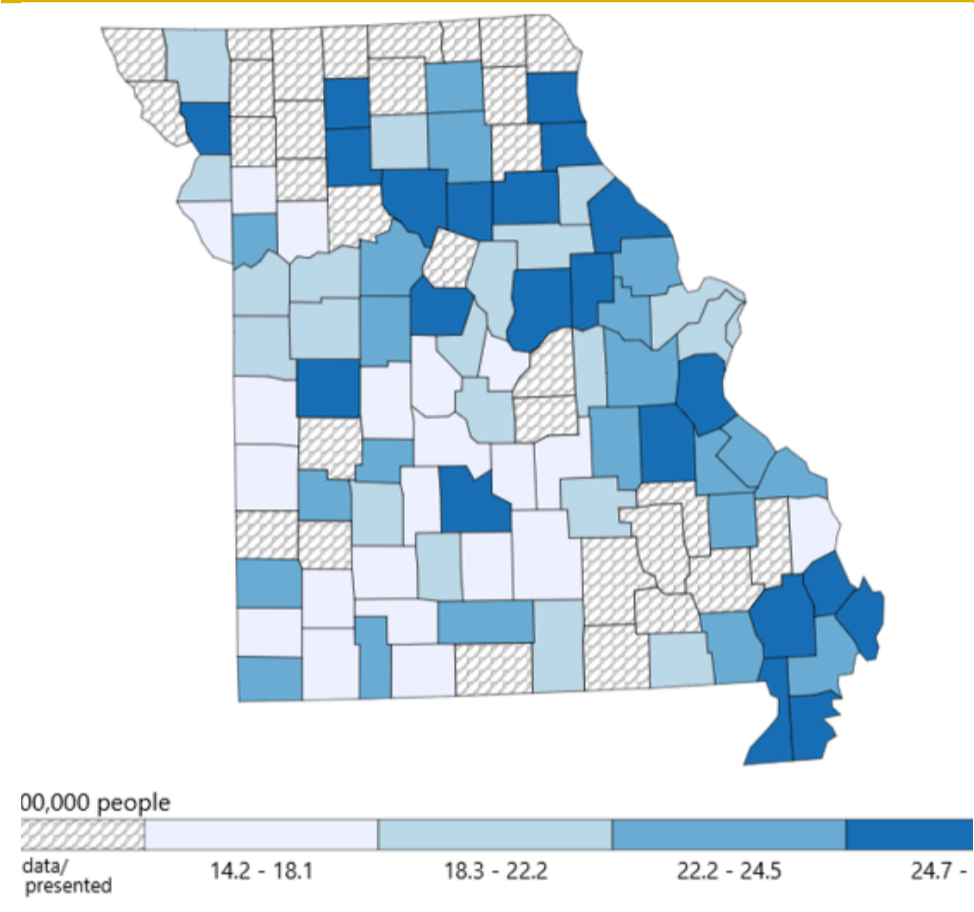 00,000 people
data/
presented
14.2 - 18.1
18.3 - 22.2
22.2 - 24.5
24.7 -